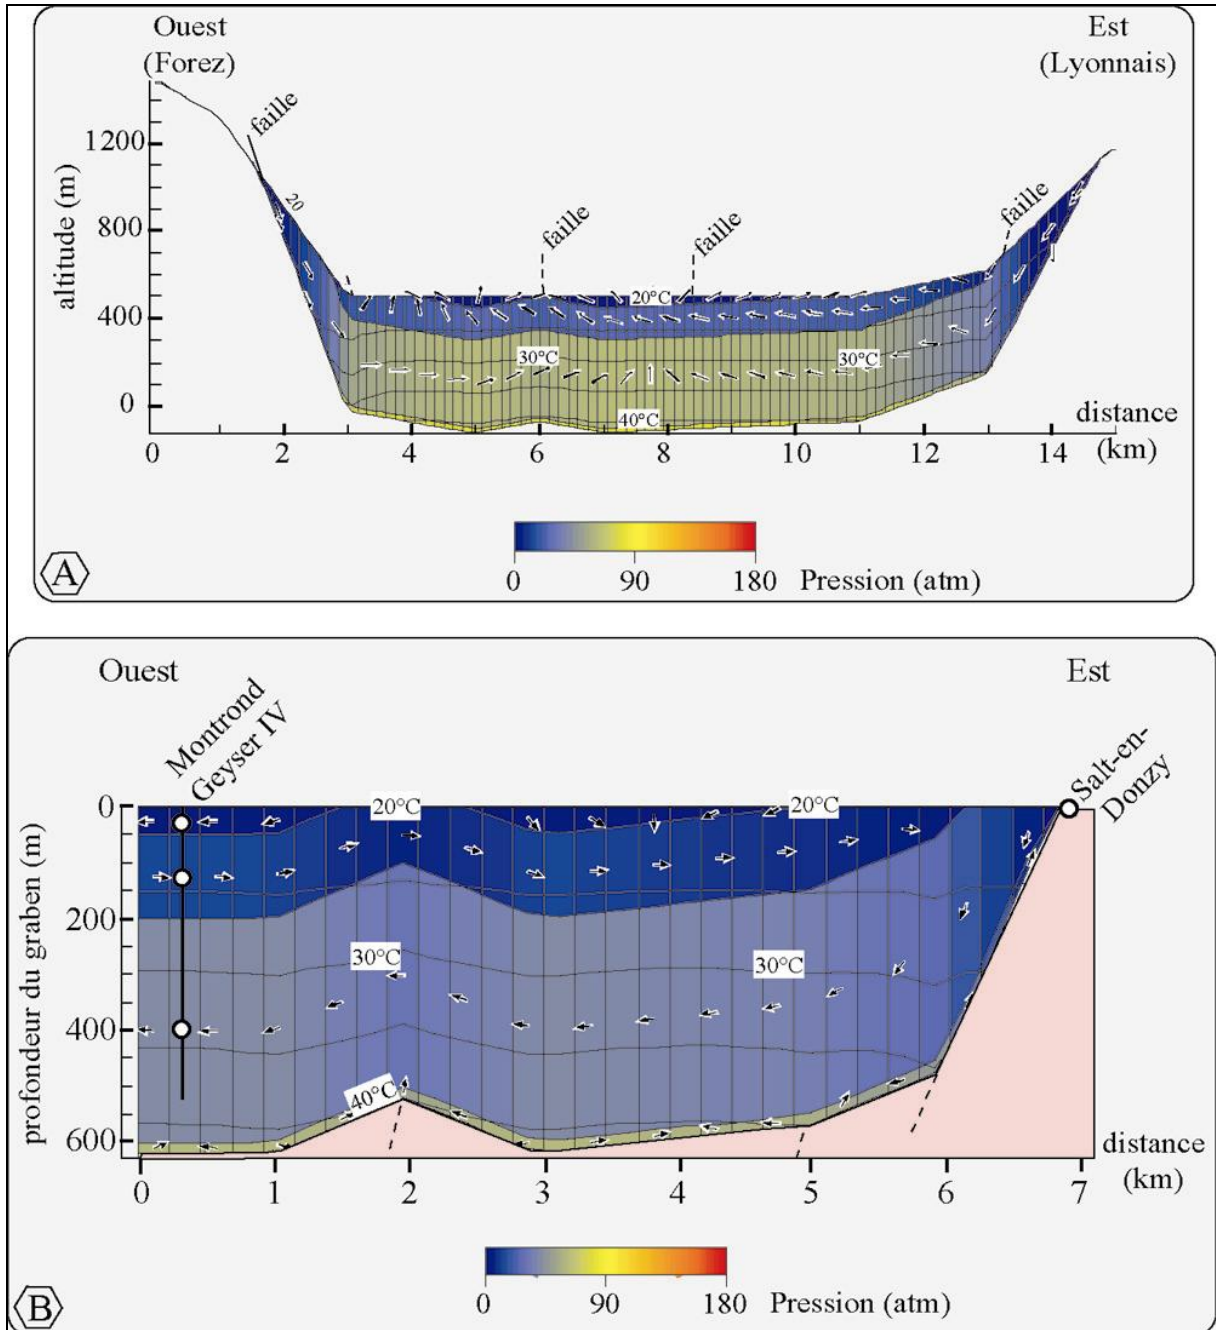 Ouest
(Forez)
Est
(Lyonnais)
altitude (m)
1200
800
400
0
faille
20
faille
faille
faille
20°C
30°C
30°C
40°C
distance
(km)
0 2 4 6 8 10 12 14
0 90 180 Pression (atm)
A
Ouest
Est
Montrond
Geyser IV
Salt-en-
Donzy
profondeur du graben (m)
0
200
400
600
20°C
20°C
30°C
30°C
40°C
distance
(km)
0 1 2 3 4 5 6 7
0 90 180 Pression (atm)
B